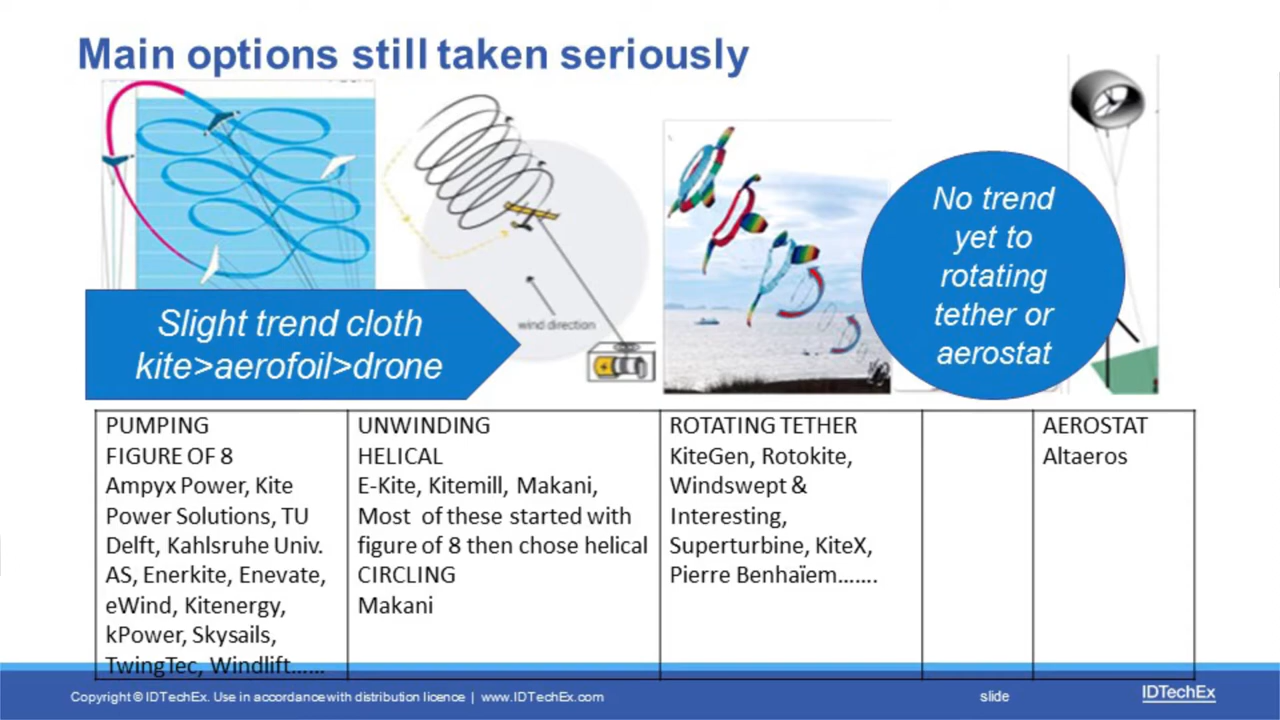 Main options still taken seriously
wind direction
Slight trend cloth
kite>aerofoil>drone
No trend
yet to
rotating
tether or
aerostat
PUMPING
FIGURE OF 8
Ampyx Power, Kite
Power Solutions, TU
Delft, Kahlsruhe Univ.
AS, Enerkite, Enevate,
eWind, Kitenergy,
kPower, Skysails,
TwingTec, Windlift……
UNWINDING
HELICAL
E-Kite, Kitemill, Makani,
Most of these started with
figure of 8 then chose helical
CIRCLING
Makani
ROTATING TETHER
KiteGen, Rotokite,
Windswept &
Interesting,
Superturbine, KiteX,
Pierre Benhaïem…….
AEROSTAT
Altaeros
Copyright © IDTechEx. Use in accordance with distribution licence | www.IDTechEx.com
slide
IDTechEx